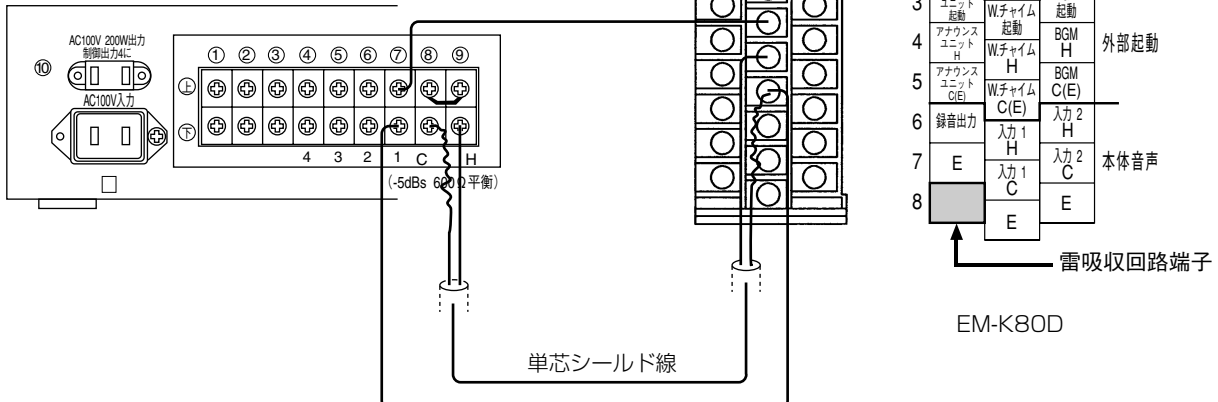 AC100V 200W出力
制御出力4に
⑩
AC100V入力
① ② ③ ④ ⑤ ⑥ ⑦ ⑧ ⑨
上
下
4 3 2 1 C H
(-5dBs 600Ω平衡)
単芯シールド線
3
ユニット
起動
W.チャイム
起動
起動
4
アナウンス
ユニット
H
W.チャイム
H
BGM
H
外部起動
5
アナウンス
ユニット
C(E)
W.チャイム
C(E)
BGM
C(E)
6
録音出力
入力 1
H
入力 2
H
7
E
入力 1
C
入力 2
C
本体音声
8
E
E
雷吸収回路端子
EM-K80D